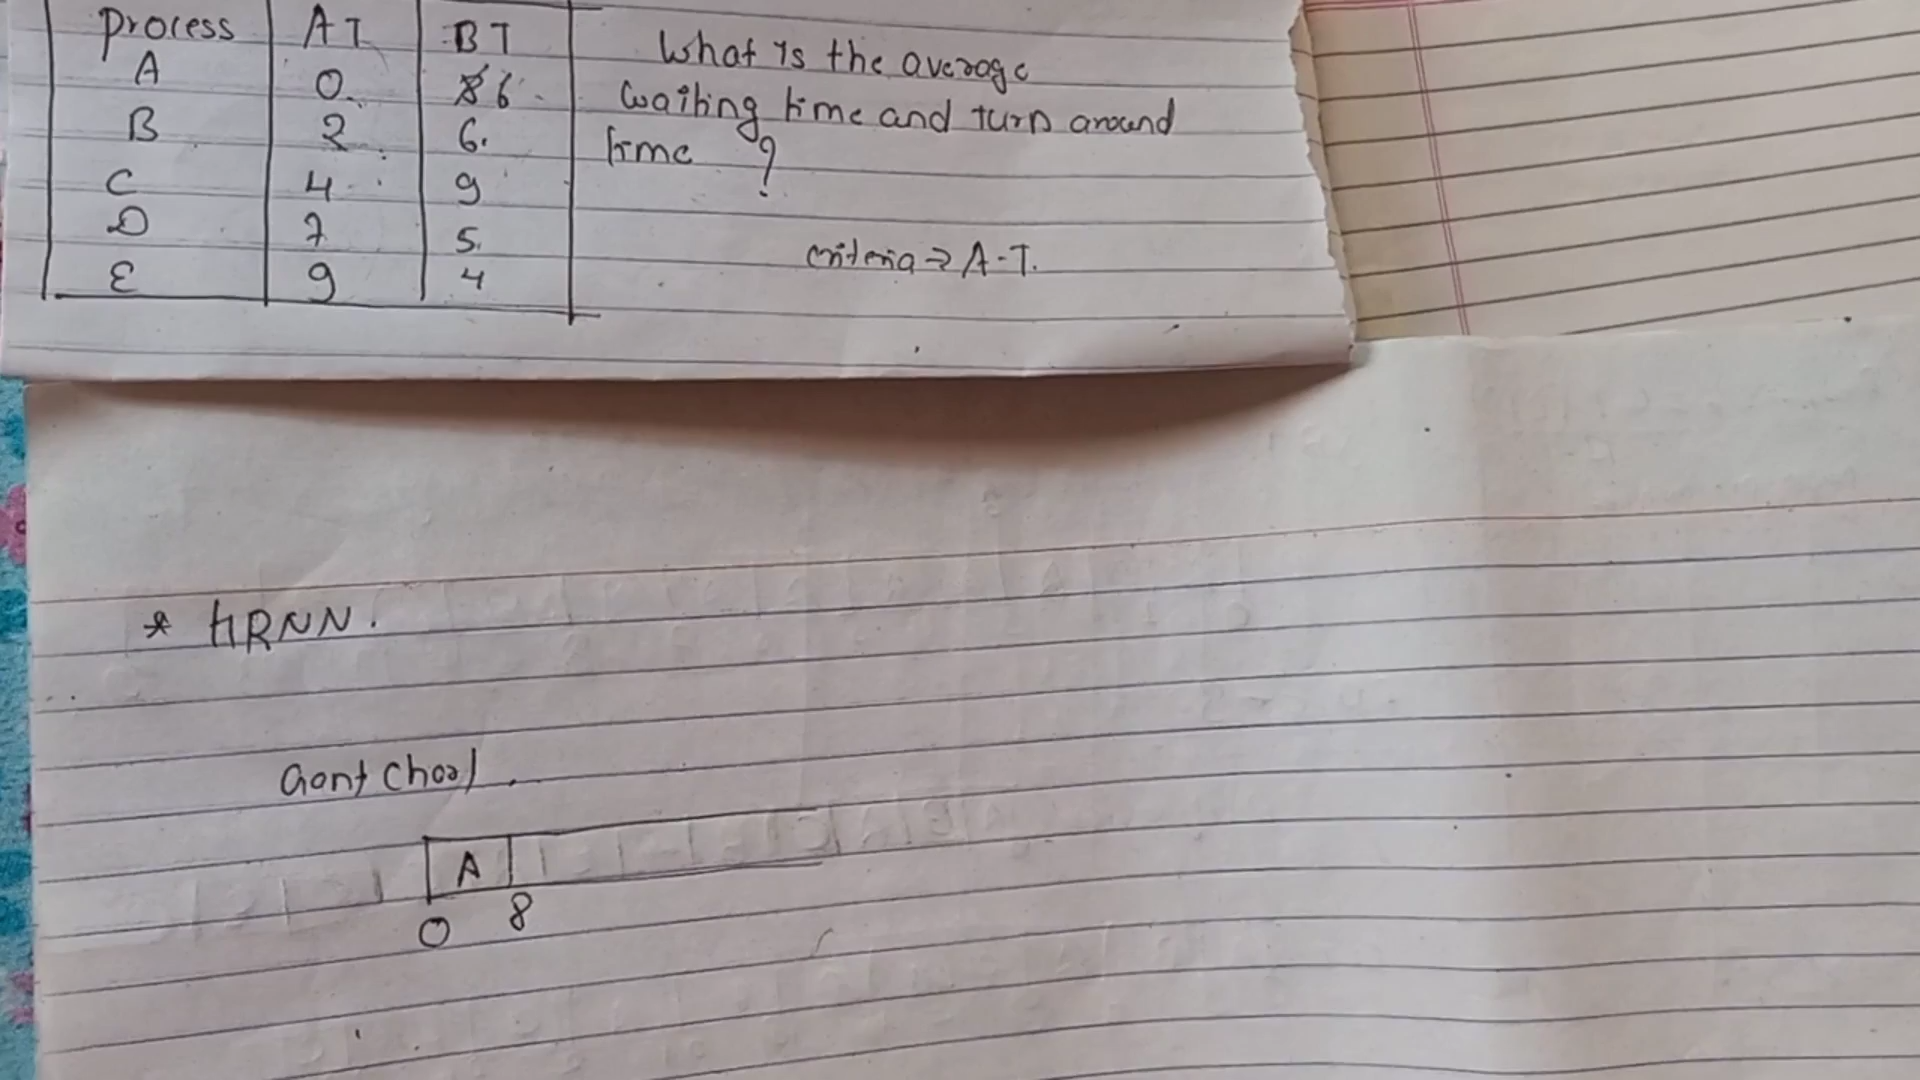 Process AT BT
A 0 8 6
B 2 6.
C 4 9
D 7 5.
E 9 4
What is the average
waiting time and turn around
time ?
criteria → A-T.
* HRNN.
Gant Chart.
A
0 8